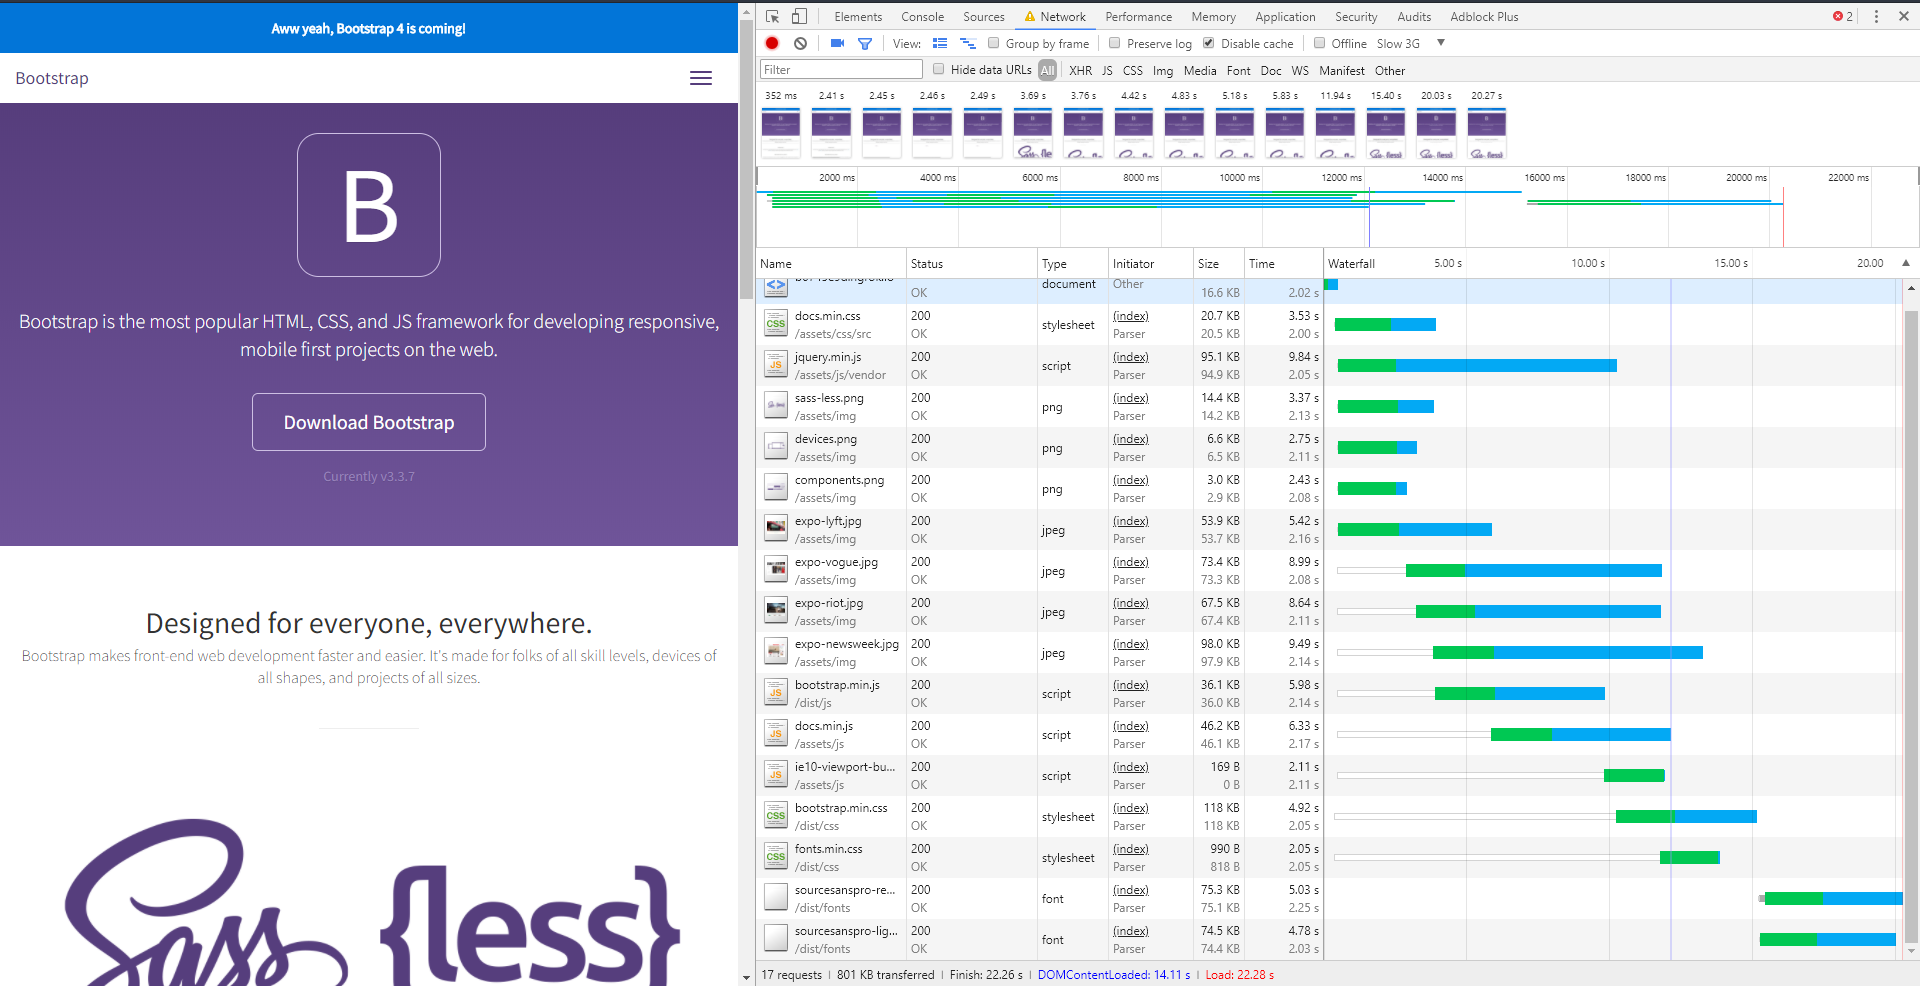 Aww yeah, Bootstrap 4 is coming!
Bootstrap
B
Bootstrap is the most popular HTML, CSS, and JS framework for developing responsive,
mobile first projects on the web.
Download Bootstrap
Currently v3.3.7
Designed for everyone, everywhere.
Bootstrap makes front-end web development faster and easier. It's made for folks of all skill levels, devices of
all shapes, and projects of all sizes.
Sass {less}
Elements Console Sources Network Performance Memory Application Security Audits Adblock Plus 2
View: Group by frame Preserve log Disable cache Offline Slow 3G
Filter Hide data URLs All XHR JS CSS Img Media Font Doc WS Manifest Other
352 ms 2.41 s 2.45 s 2.46 s 2.49 s 3.69 s 3.76 s 4.42 s 4.83 s 5.18 s 5.83 s 11.94 s 15.40 s 20.03 s 20.27 s
2000 ms 4000 ms 6000 ms 8000 ms 10000 ms 12000 ms 14000 ms 16000 ms 18000 ms 20000 ms 22000 ms
Name Status Type Initiator Size Time Waterfall 5.00 s 10.00 s 15.00 s 20.00
document Other
OK 16.6 KB 2.02 s
docs.min.css 200 stylesheet (index) 20.7 KB 3.53 s
/assets/css/src OK Parser 20.5 KB 2.00 s
jquery.min.js 200 script (index) 95.1 KB 9.84 s
/assets/js/vendor OK Parser 94.9 KB 2.05 s
sass-less.png 200 png (index) 14.4 KB 3.37 s
/assets/img OK Parser 14.2 KB 2.13 s
devices.png 200 png (index) 6.6 KB 2.75 s
/assets/img OK Parser 6.5 KB 2.11 s
components.png 200 png (index) 3.0 KB 2.43 s
/assets/img OK Parser 2.9 KB 2.08 s
expo-lyft.jpg 200 jpeg (index) 53.9 KB 5.42 s
/assets/img OK Parser 53.7 KB 2.16 s
expo-vogue.jpg 200 jpeg (index) 73.4 KB 8.99 s
/assets/img OK Parser 73.3 KB 2.08 s
expo-riot.jpg 200 jpeg (index) 67.5 KB 8.64 s
/assets/img OK Parser 67.4 KB 2.11 s
expo-newsweek.jpg 200 jpeg (index) 98.0 KB 9.49 s
/assets/img OK Parser 97.9 KB 2.14 s
bootstrap.min.js 200 script (index) 36.1 KB 5.98 s
/dist/js OK Parser 36.0 KB 2.14 s
docs.min.js 200 script (index) 46.2 KB 6.33 s
/assets/js OK Parser 46.1 KB 2.17 s
ie10-viewport-bu... 200 script (index) 169 B 2.11 s
/assets/js OK Parser 0 B 2.11 s
bootstrap.min.css 200 stylesheet (index) 118 KB 4.92 s
/dist/css OK Parser 118 KB 2.05 s
fonts.min.css 200 stylesheet (index) 990 B 2.05 s
/dist/css OK Parser 818 B 2.05 s
sourcesanspro-re... 200 font (index) 75.3 KB 5.03 s
/dist/fonts OK Parser 75.1 KB 2.25 s
sourcesanspro-lig... 200 font (index) 74.5 KB 4.78 s
/dist/fonts OK Parser 74.4 KB 2.03 s
17 requests | 801 KB transferred | Finish: 22.26 s | DOMContentLoaded: 14.11 s | Load: 22.28 s